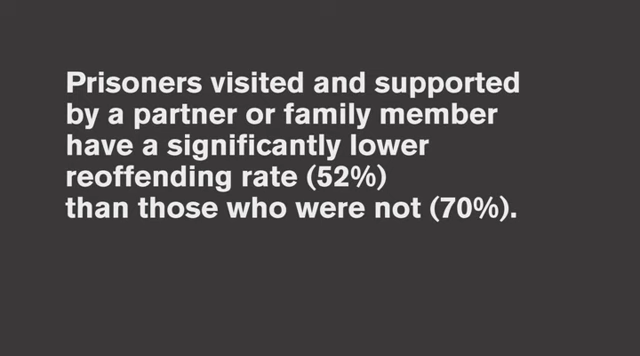 Prisoners visited and supported
by a partner or family member
have a significantly lower
reoffending rate (52%)
than those who were not (70%).